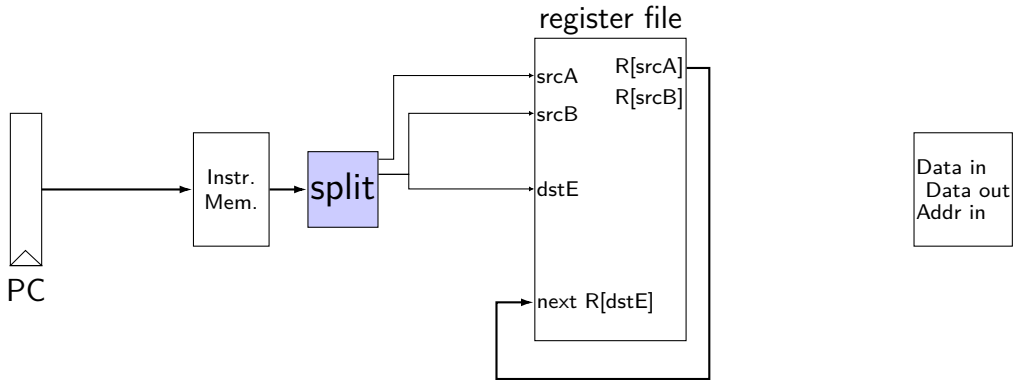 register file
srcA
R[srcA]
R[srcB]
srcB
Instr.
Mem.
split
dstE
Data in
Data out
Addr in
PC
next R[dstE]